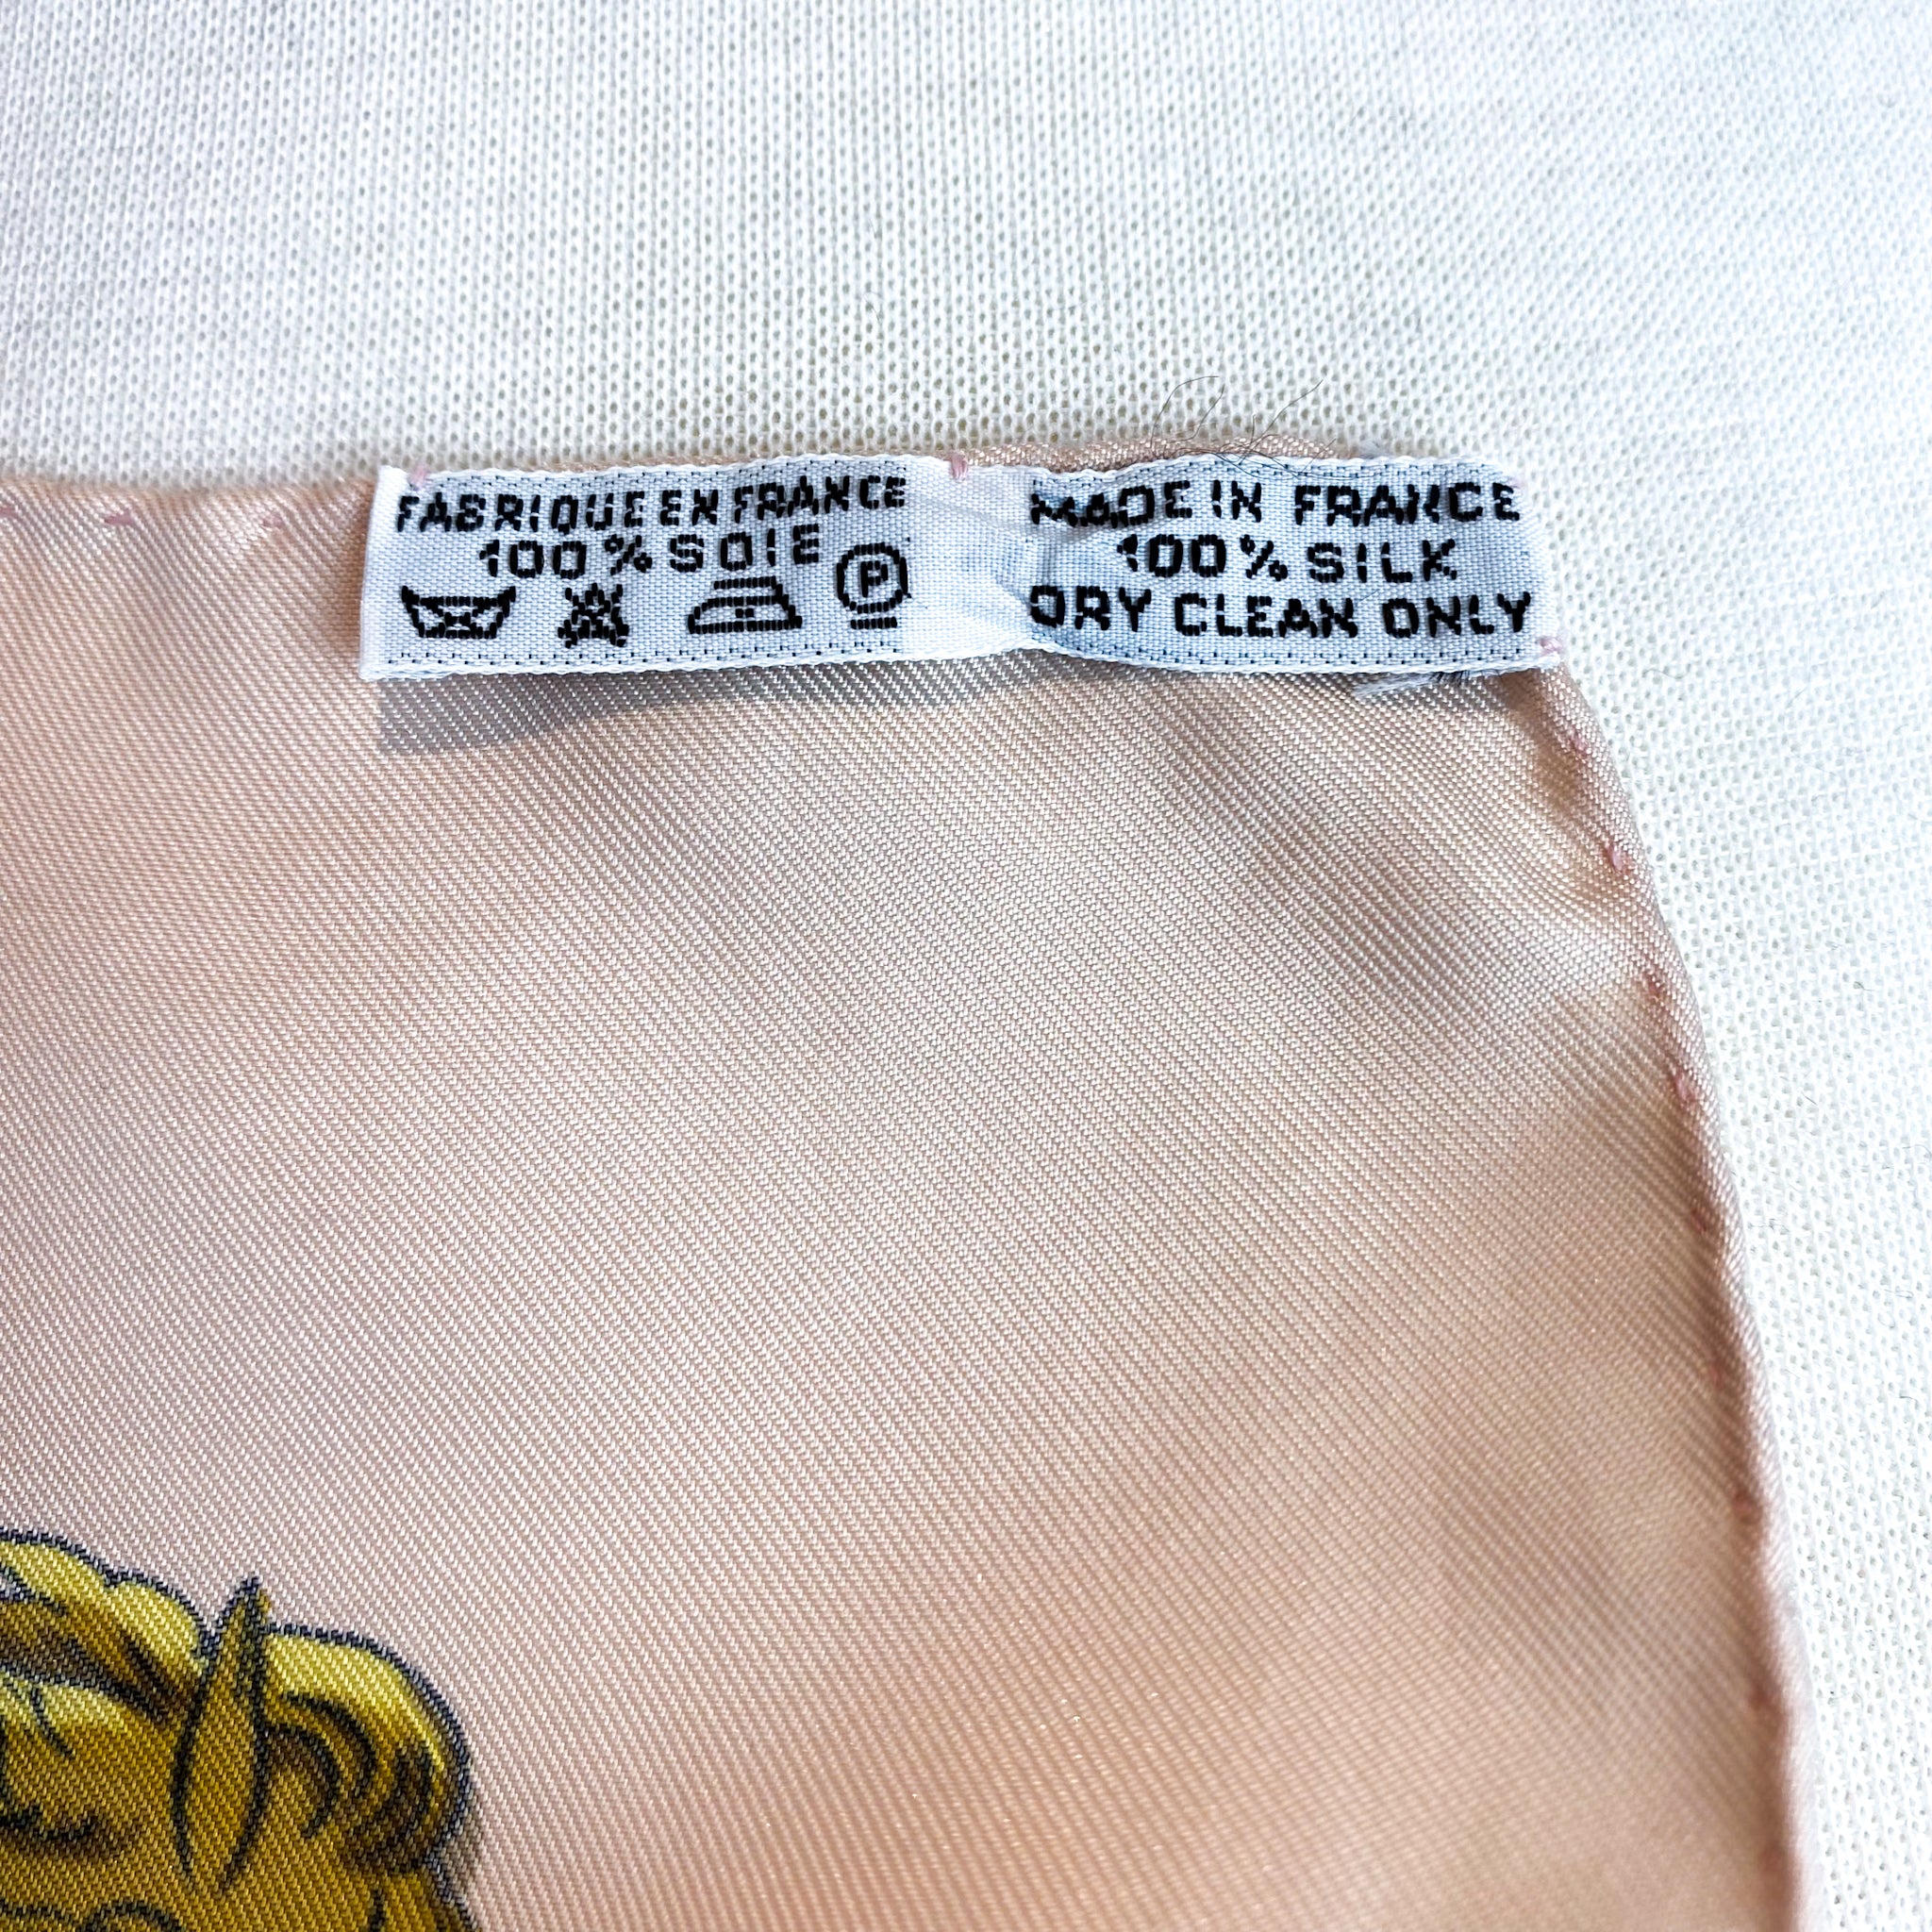 FABRIQUE EN FRANCE
100% SOIE
P
MADE IN FRANCE
100% SILK
DRY CLEAN ONLY